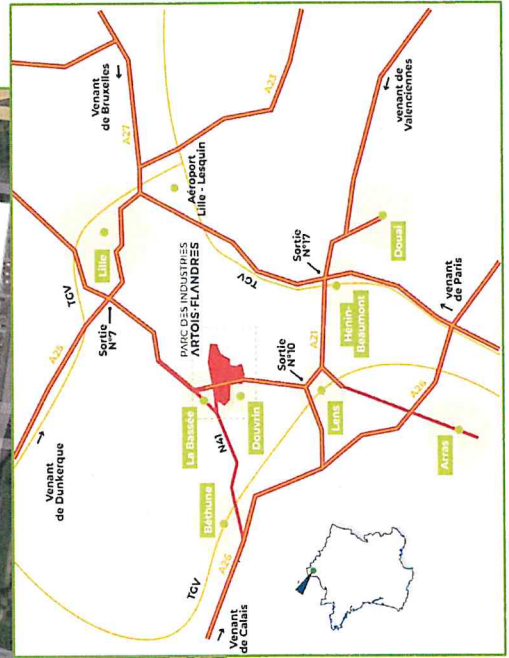 Venant
de Bruxelles
A27
A23
Aéroport
Lille - Lesquin
venant de
Valenciennes
Lille
TGV
A25
Sortie
N°7
Venant
de Dunkerque
PARC DES INDUSTRIES
ARTOIS-FLANDRES
TGV
Sortie
N°17
Douai
Hénin-
Beaumont
A21
Sortie
N°10
venant
de Paris
La Bassée
Douvrin
N41
Lens
A26
Arras
Béthune
TGV
A26
Venant
de Calais